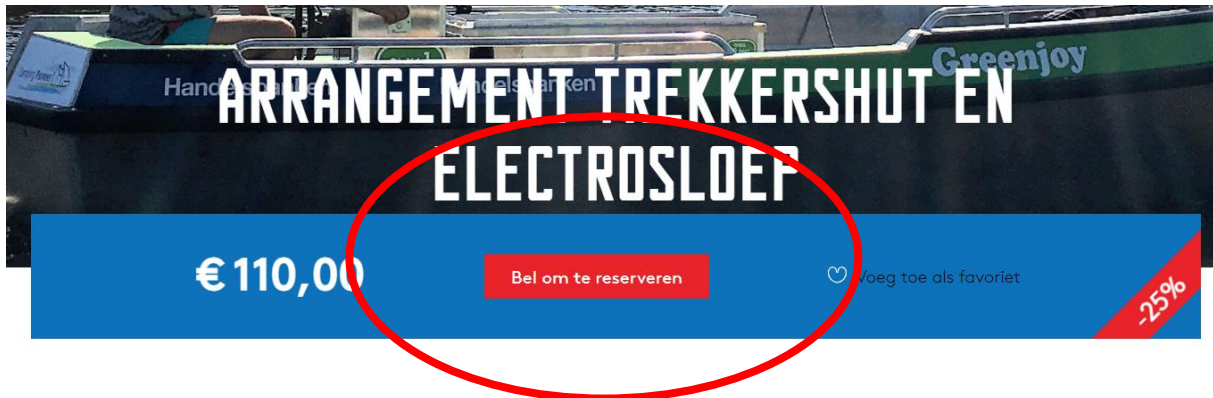 Greenjoy
ARRANGEMENT TREKKERSHUT EN
ELECTROSLOEP
€ 110,00
Bel om te reserveren
Voeg toe als favoriet
-25%